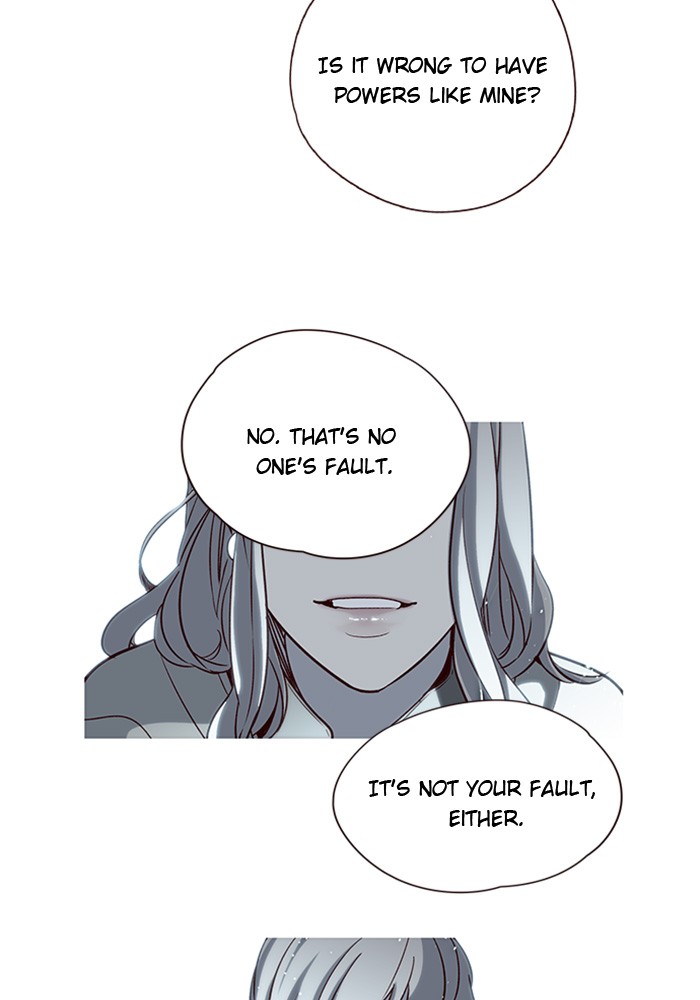 IS IT WRONG TO HAVE
POWERS LIKE MINE?
NO. THAT'S NO
ONE'S FAULT.
IT'S NOT YOUR FAULT,
EITHER.